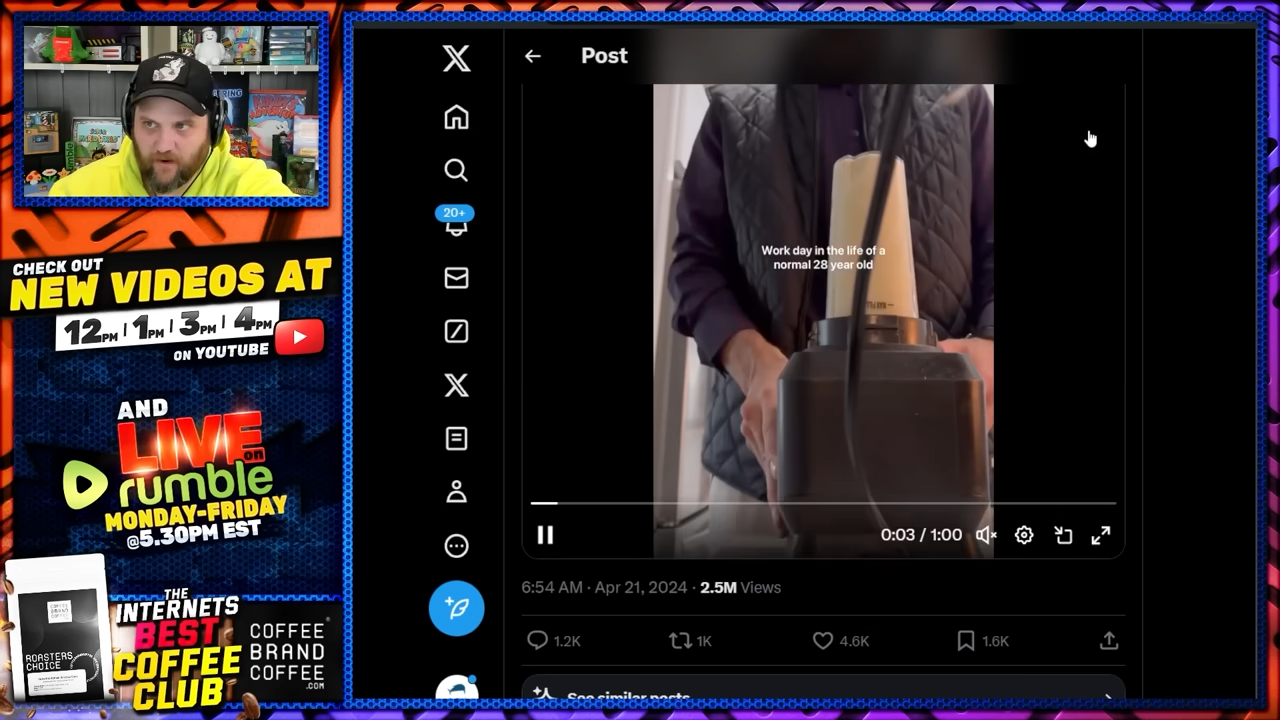 CHECK OUT
NEW VIDEOS AT
12PM | 1PM | 3PM | 4PM
ON YOUTUBE
AND
LIVE on
rumble
MONDAY-FRIDAY
@5.30PM EST
THE
INTERNETS
BEST
COFFEE
CLUB
COFFEE
BRAND
COFFEE
.COM
ROASTERS
CHOICE
Post
20+
Work day in the life of a
normal 28 year old
0:03 / 1:00
6:54 AM · Apr 21, 2024 · 2.5M Views
1.2K
1K
4.6K
1.6K
See similar posts